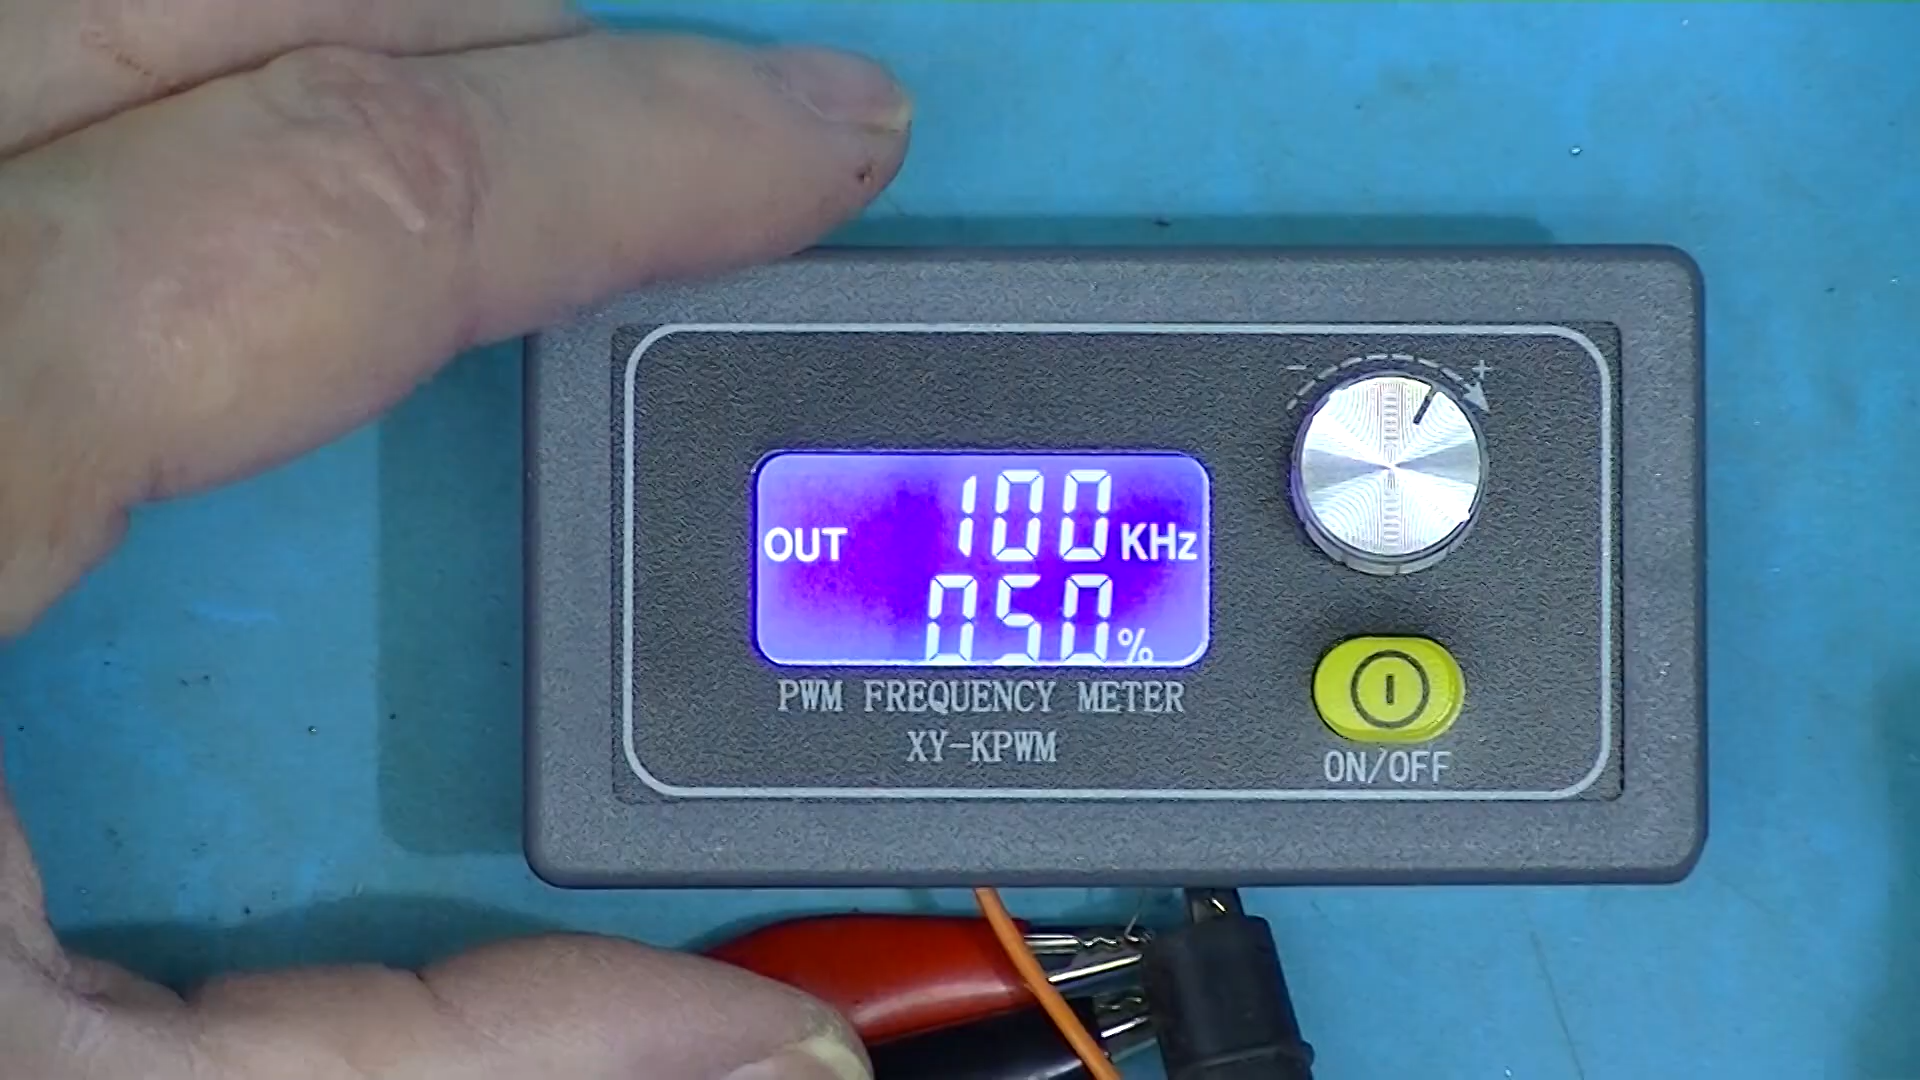 - +
OUT 100 KHz
050 %
PWM FREQUENCY METER
XY-KPWM
ON/OFF